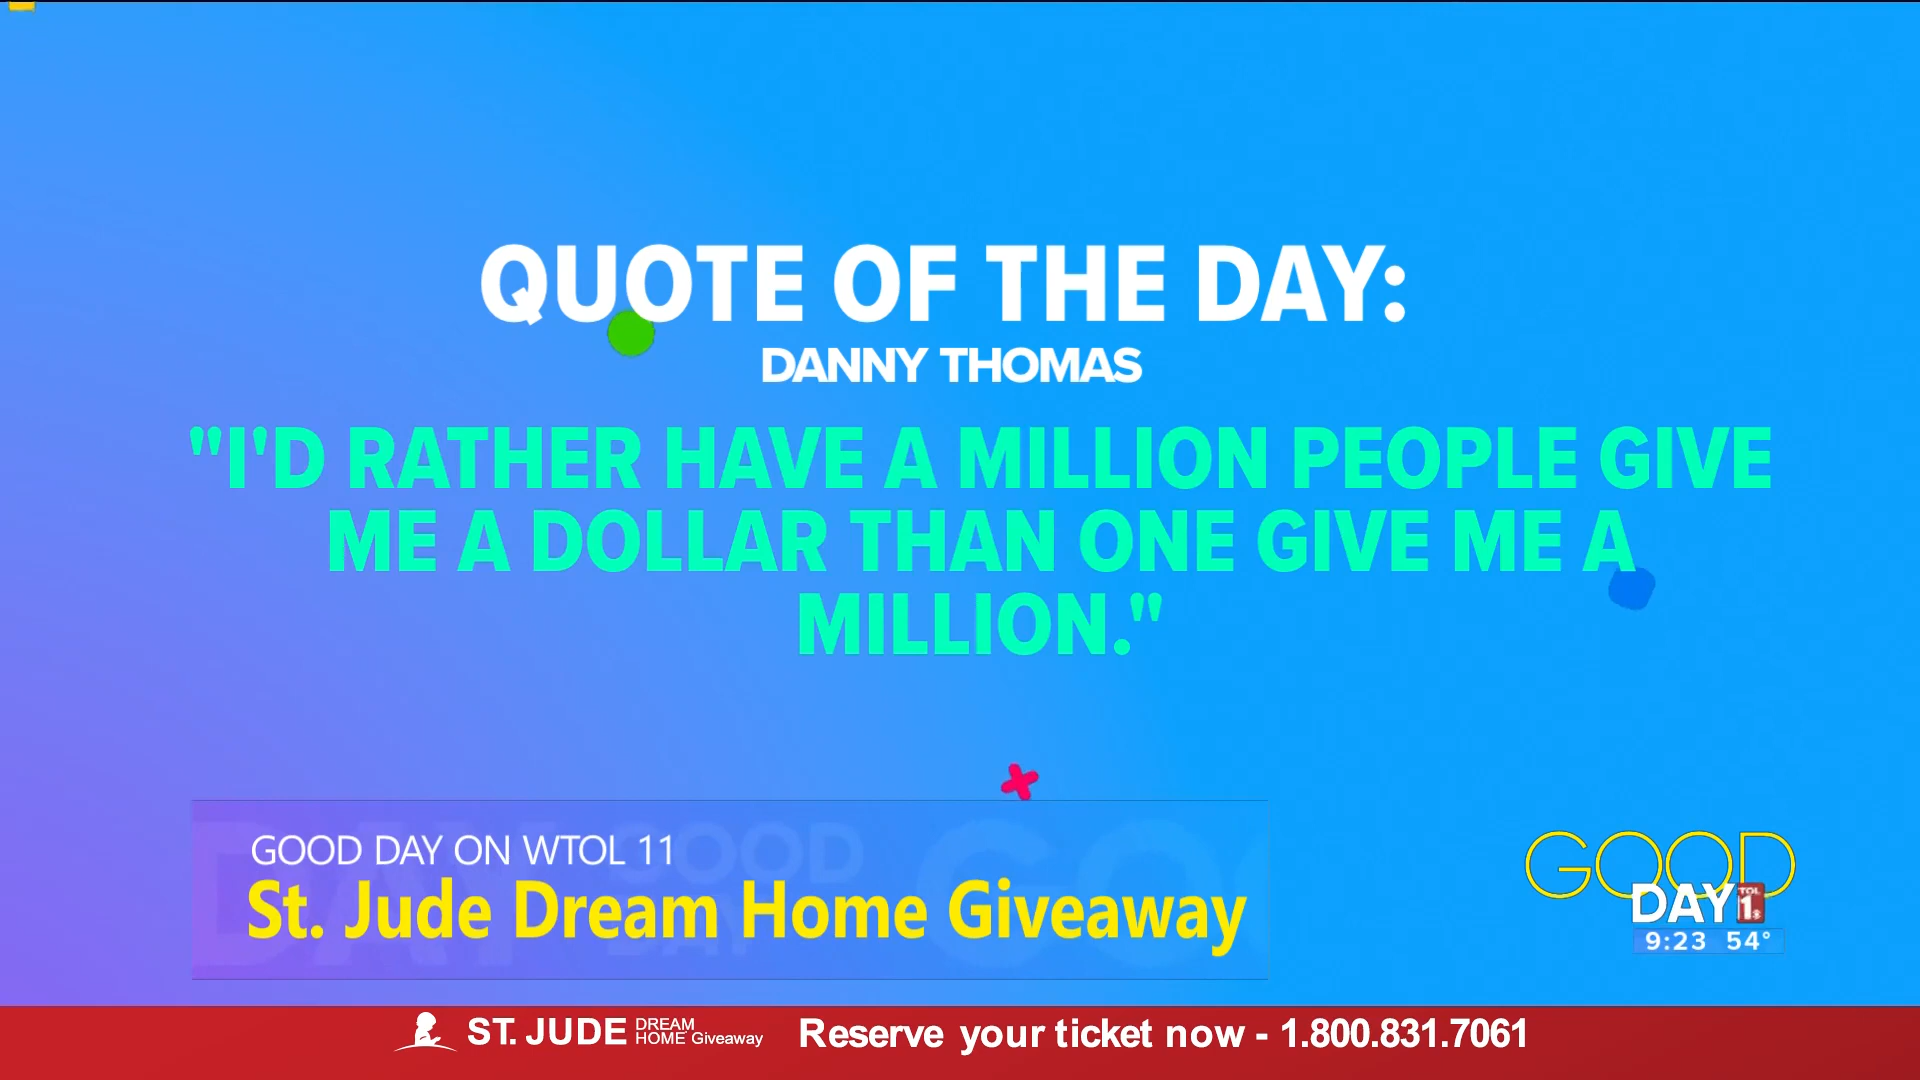 QUOTE OF THE DAY:
DANNY THOMAS
"I'D RATHER HAVE A MILLION PEOPLE GIVE
ME A DOLLAR THAN ONE GIVE ME A
MILLION."
GOOD DAY ON WTOL 11
St. Jude Dream Home Giveaway
GOOD
DAY TOL
9:23 54°
ST. JUDE DREAM HOME Giveaway Reserve your ticket now - 1.800.831.7061